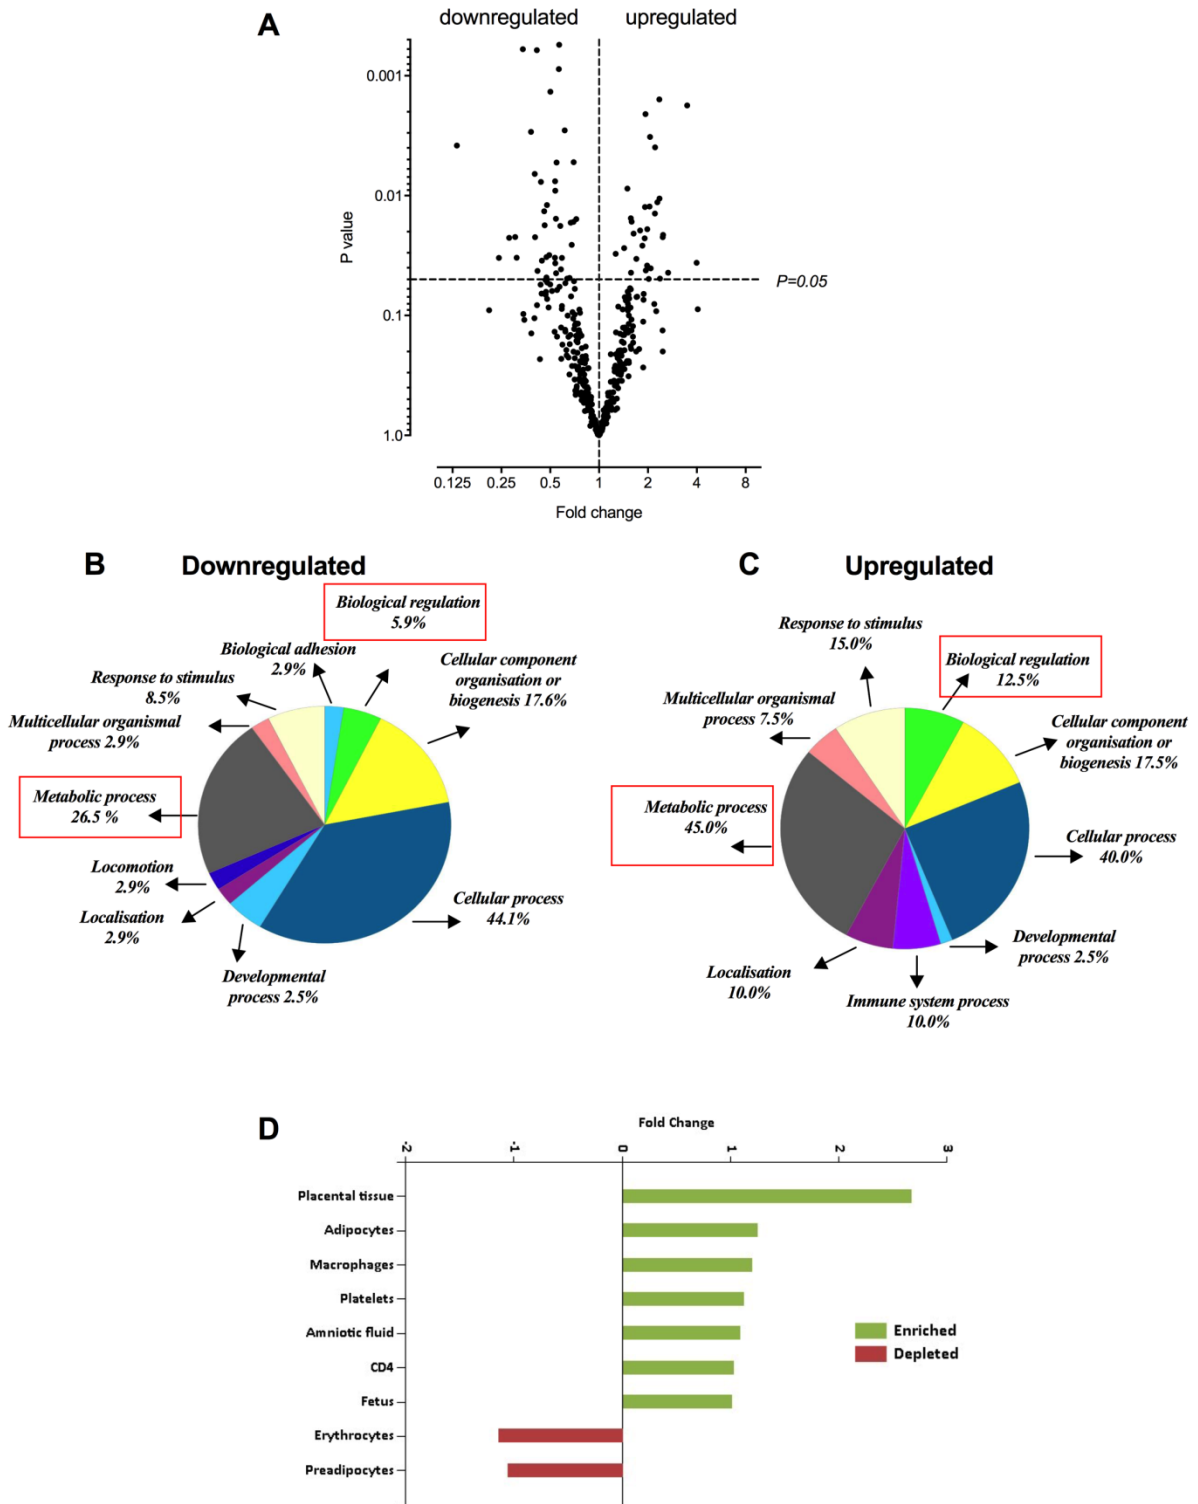 A
downregulated
upregulated
0.001
0.01
0.1
1.0
P value
P=0.05
0.125
0.25
0.5
1
2
4
8
Fold change
B
Downregulated
Biological regulation
5.9%
Biological adhesion
2.9%
Cellular component
organisation or
biogenesis 17.6%
Response to stimulus
8.5%
Multicellular organismal
process 2.9%
Metabolic process
26.5 %
Locomotion
2.9%
Localisation
2.9%
Cellular process
44.1%
Developmental
process 2.5%
C
Upregulated
Response to stimulus
15.0%
Biological regulation
12.5%
Multicellular organismal
process 7.5%
Cellular component
organisation or
biogenesis 17.5%
Metabolic process
45.0%
Cellular process
40.0%
Localisation
10.0%
Developmental
process 2.5%
Immune system process
10.0%
D
Fold Change
-2
-1
0
1
2
3
Placental tissue
Adipocytes
Macrophages
Platelets
Amniotic fluid
CD4
Fetus
Erythrocytes
Preadipocytes
Enriched
Depleted